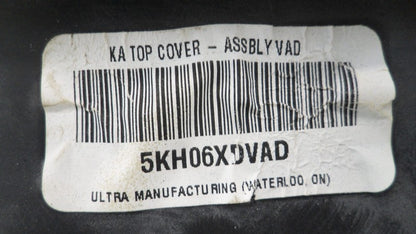 KA TOP COVER - ASSBLY VAD
5KH06XDVAD
ULTRA MANUFACTURING (WATERLOO, ON)